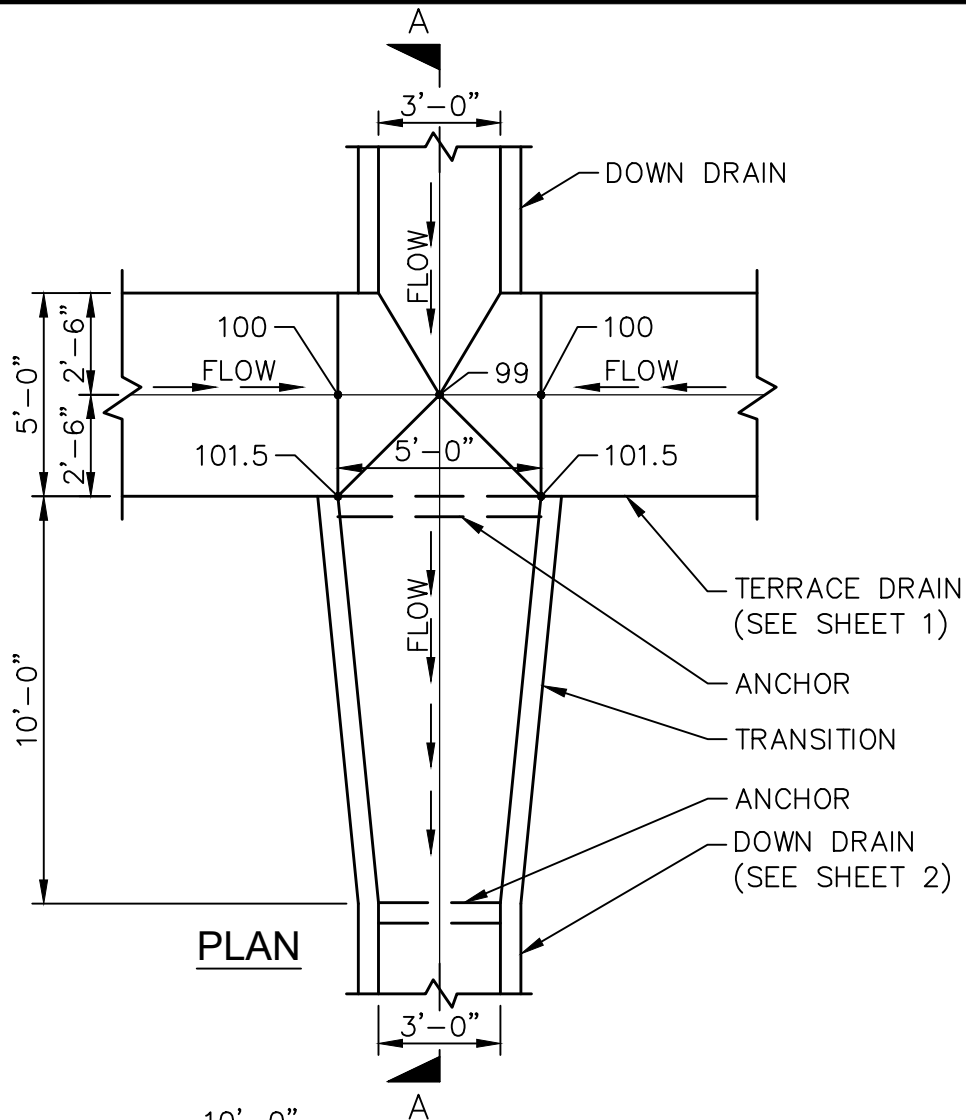 A
3'-0"
DOWN DRAIN
FLOW
2'-6"
5'-0"
2'-6"
100
100
FLOW
99
FLOW
5'-0"
101.5
101.5
FLOW
10'-0"
TERRACE DRAIN
(SEE SHEET 1)
ANCHOR
TRANSITION
ANCHOR
DOWN DRAIN
(SEE SHEET 2)
PLAN
3'-0"
A
10'-0"